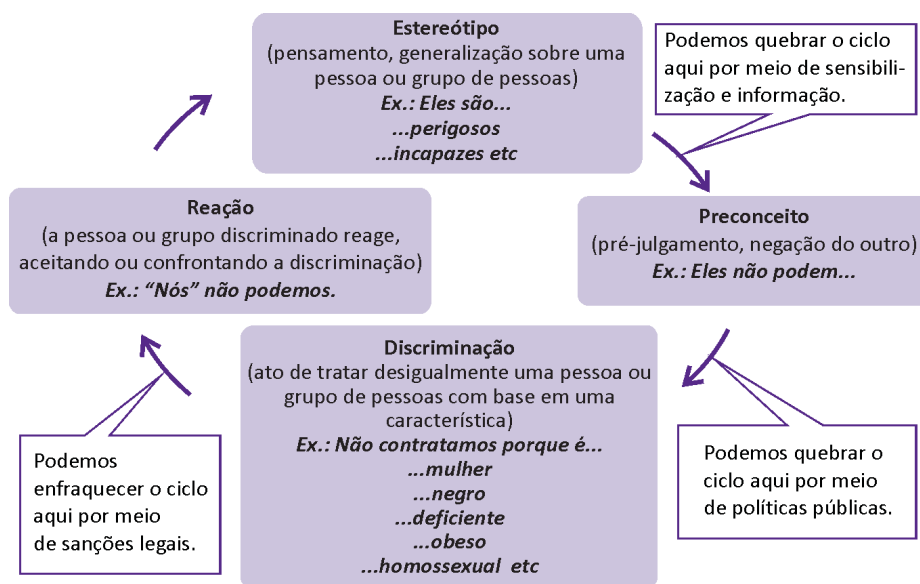 Estereótipo
(pensamento, generalização sobre uma
pessoa ou grupo de pessoas)
Ex.: Eles são...
...perigosos
...incapazes etc
Podemos quebrar o ciclo
aqui por meio de sensibili-
zação e informação.
Preconceito
(pré-julgamento, negação do outro)
Ex.: Eles não podem...
Podemos quebrar o
ciclo aqui por meio
de políticas públicas.
Discriminação
(ato de tratar desigualmente uma pessoa ou
grupo de pessoas com base em uma
característica)
Ex.: Não contratamos porque é...
...mulher
...negro
...deficiente
...obeso
...homossexual etc
Podemos
enfraquecer o ciclo
aqui por meio
de sanções legais.
Reação
(a pessoa ou grupo discriminado reage,
aceitando ou confrontando a discriminação)
Ex.: “Nós” não podemos.